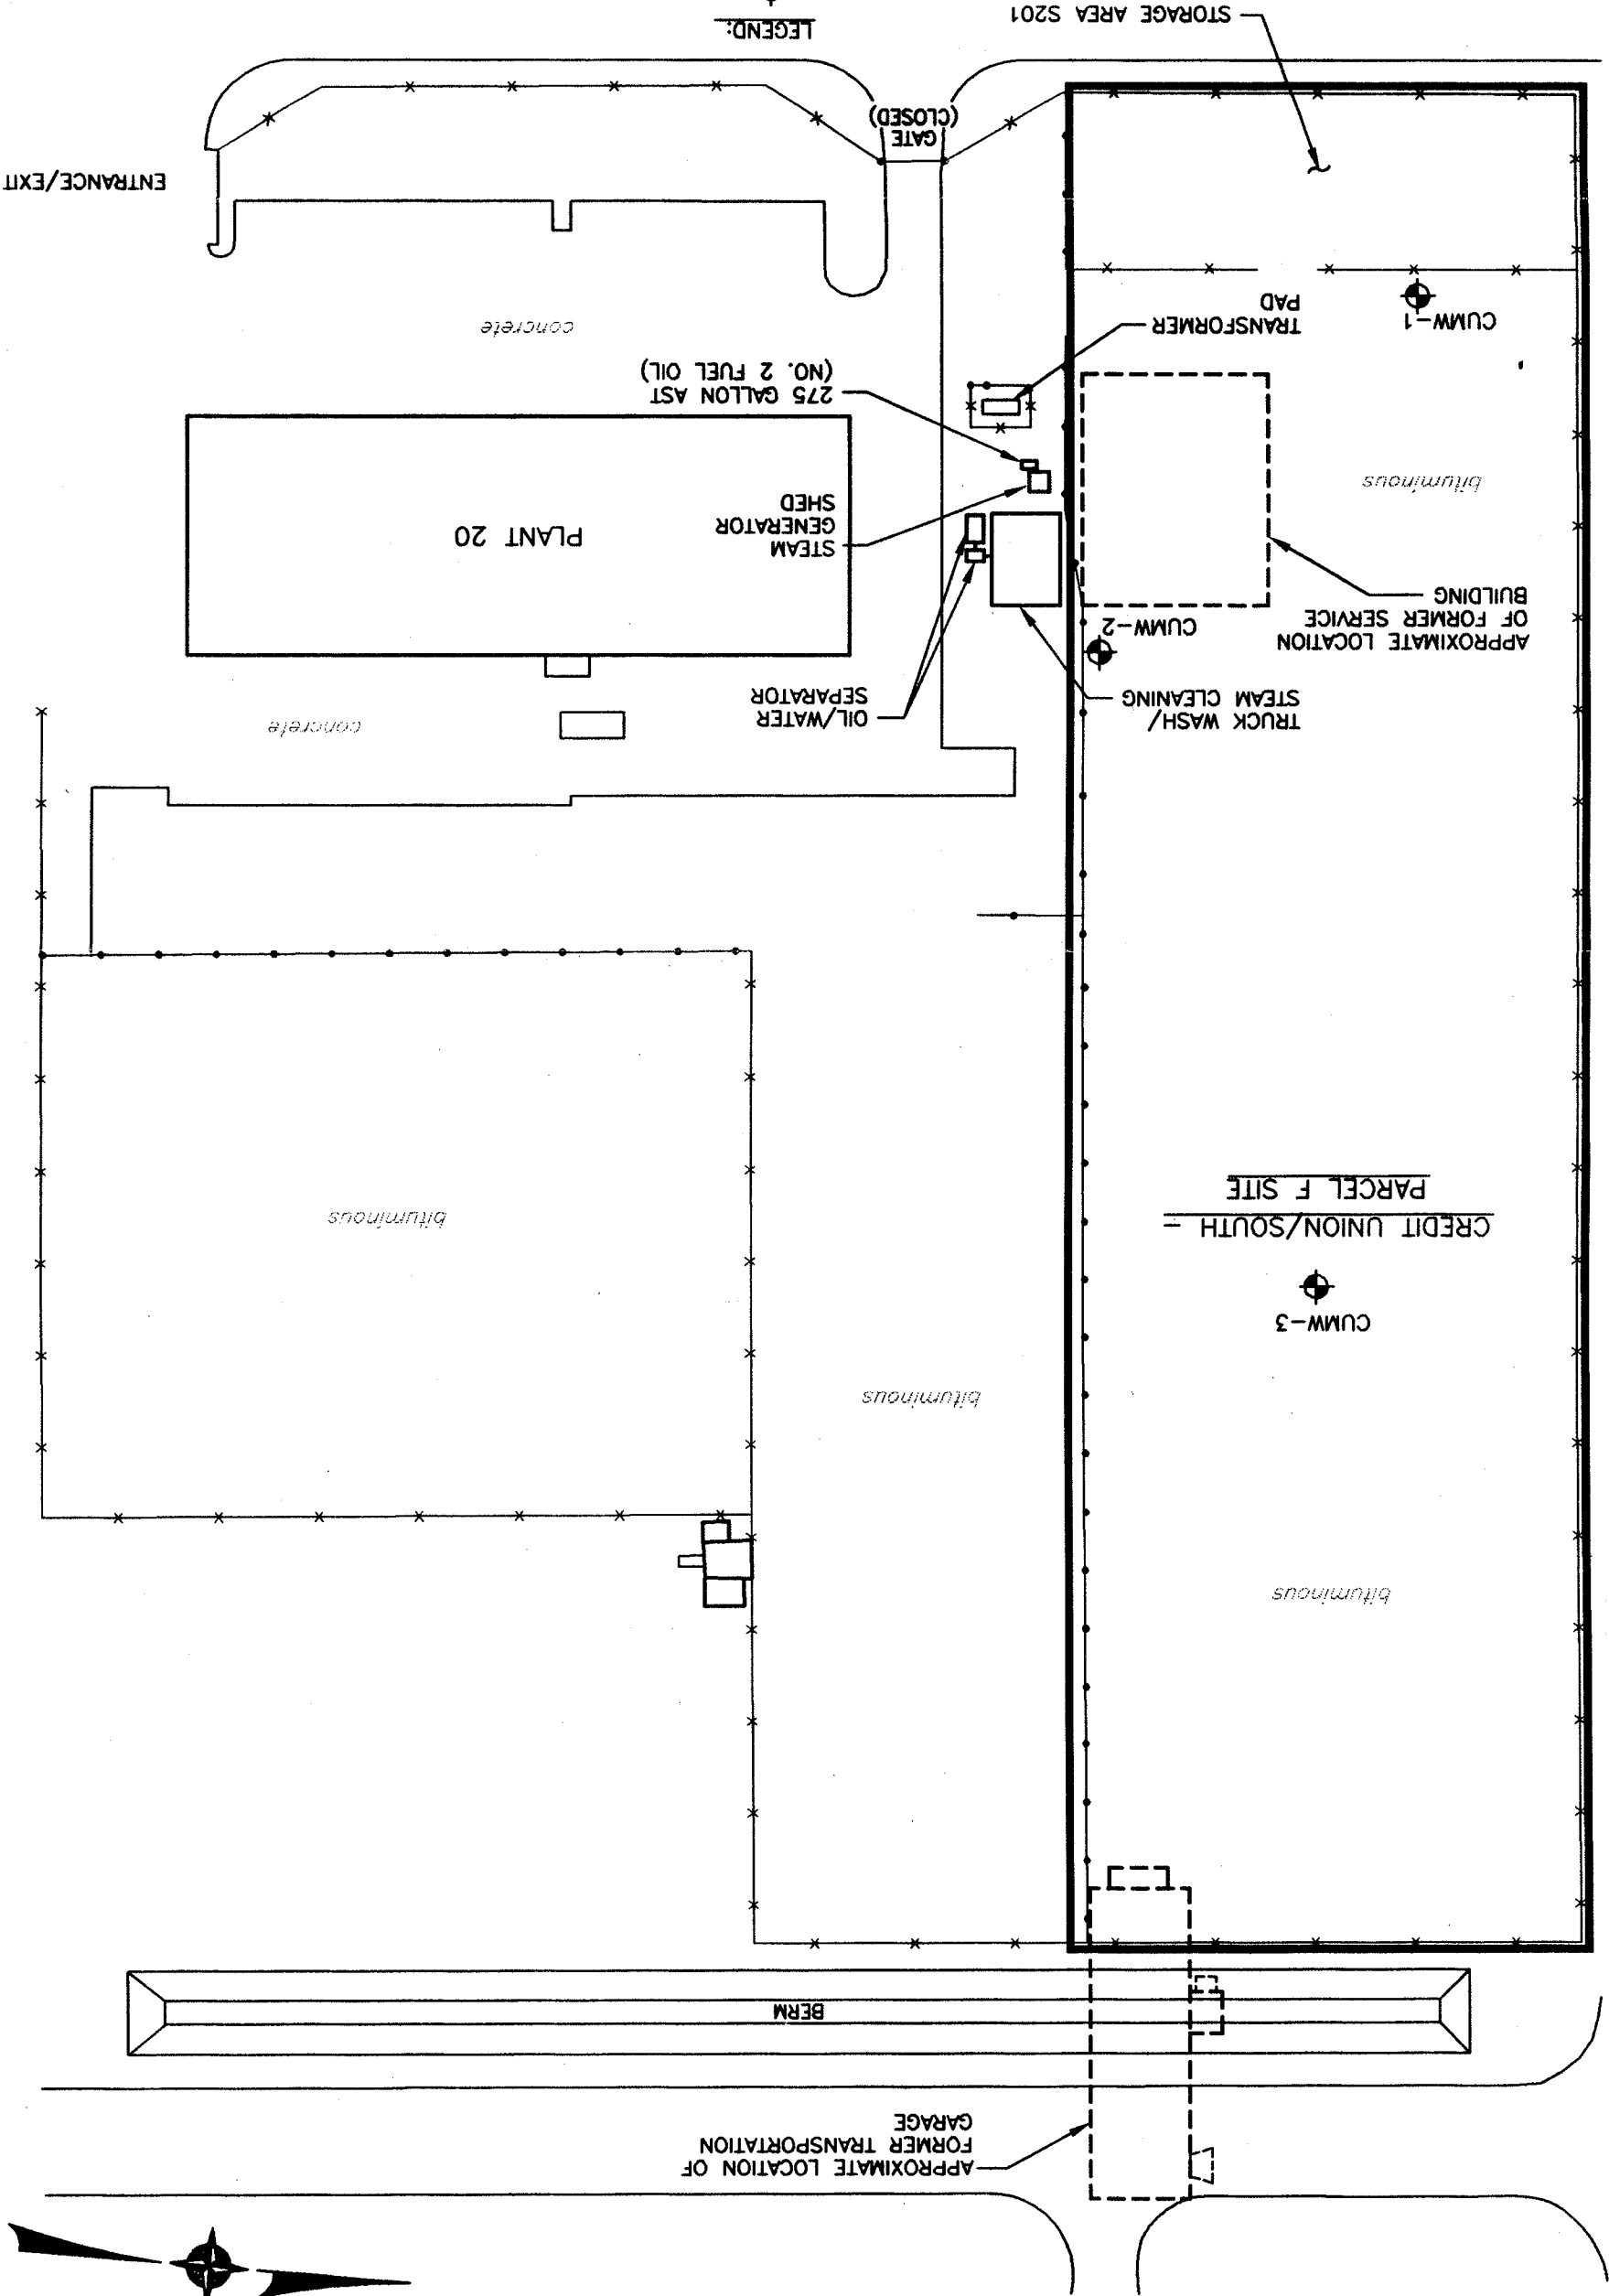 APPROXIMATE LOCATION OF
FORMER TRANSPORTATION
GARAGE
BERM
bituminous
bituminous
CUMW-3
CREDIT UNION/SOUTH -
PARCEL F SITE
bituminous
TRUCK WASH/
STEAM CLEANING
OIL/WATER
SEPARATOR
concrete
APPROXIMATE LOCATION
OF FORMER SERVICE
BUILDING
CUMW-2
STEAM
GENERATOR
SHED
PLANT 20
bituminous
275 GALLON AST
(NO. 2 FUEL OIL)
CUMW-1
TRANSFORMER
PAD
concrete
ENTRANCE/EXIT
GATE
(CLOSED)
STORAGE AREA S201
LEGEND: